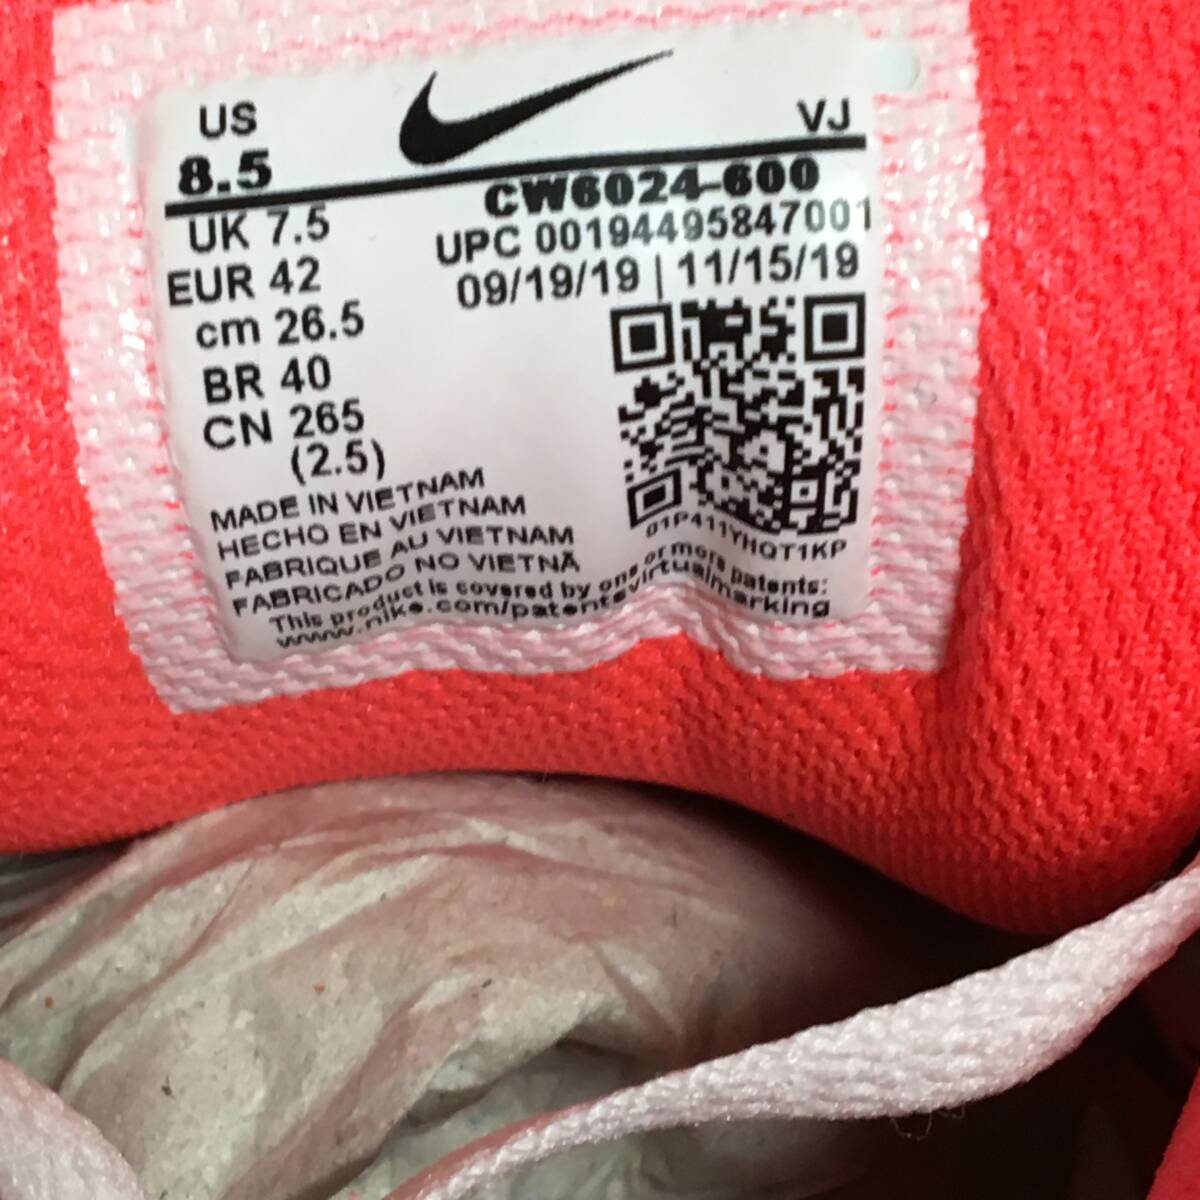 US
8.5
VJ
CW6024-600
UK 7.5
UPC 00194495847001
EUR 42
09/19/19 | 11/15/19
cm 26.5
BR 40
CN 265
(2.5)
MADE IN VIETNAM
HECHO EN VIETNAM
FABRIQUE AU VIETNAM
FABRICADO NO VIETNÃ
01P411YHQT1KP
This product is covered by one or more patents:
www.nike.com/patentsvirtualmarking